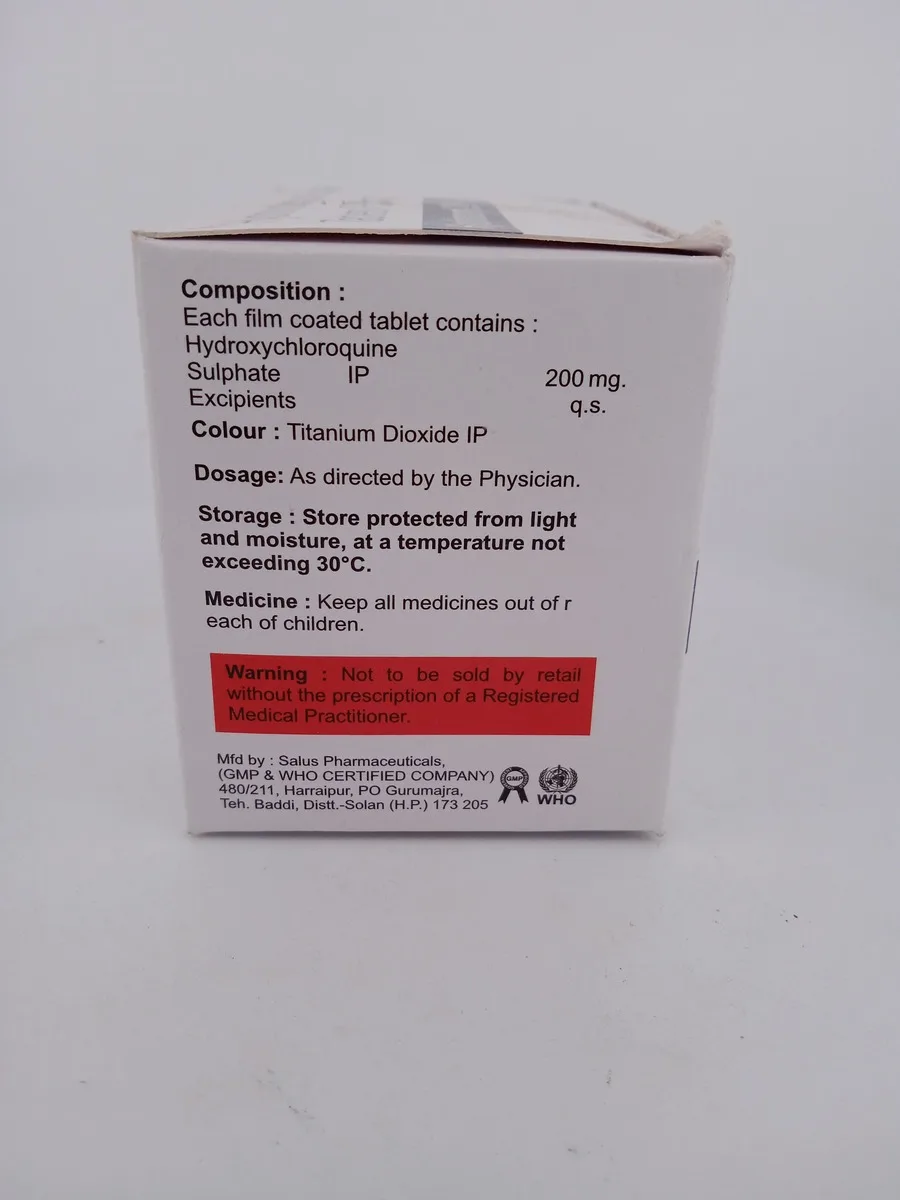 Composition :
Each film coated tablet contains :
Hydroxychloroquine
Sulphate IP 200 mg.
Excipients q.s.
Colour : Titanium Dioxide IP
Dosage: As directed by the Physician.
Storage : Store protected from light
and moisture, at a temperature not
exceeding 30°C.
Medicine : Keep all medicines out of r
each of children.
Warning : Not to be sold by retail
without the prescription of a Registered
Medical Practitioner.
Mfd by : Salus Pharmaceuticals,
(GMP & WHO CERTIFIED COMPANY)
480/211, Harraipur, PO Gurumajra,
Teh. Baddi, Distt.-Solan (H.P.) 173 205
GMP
WHO